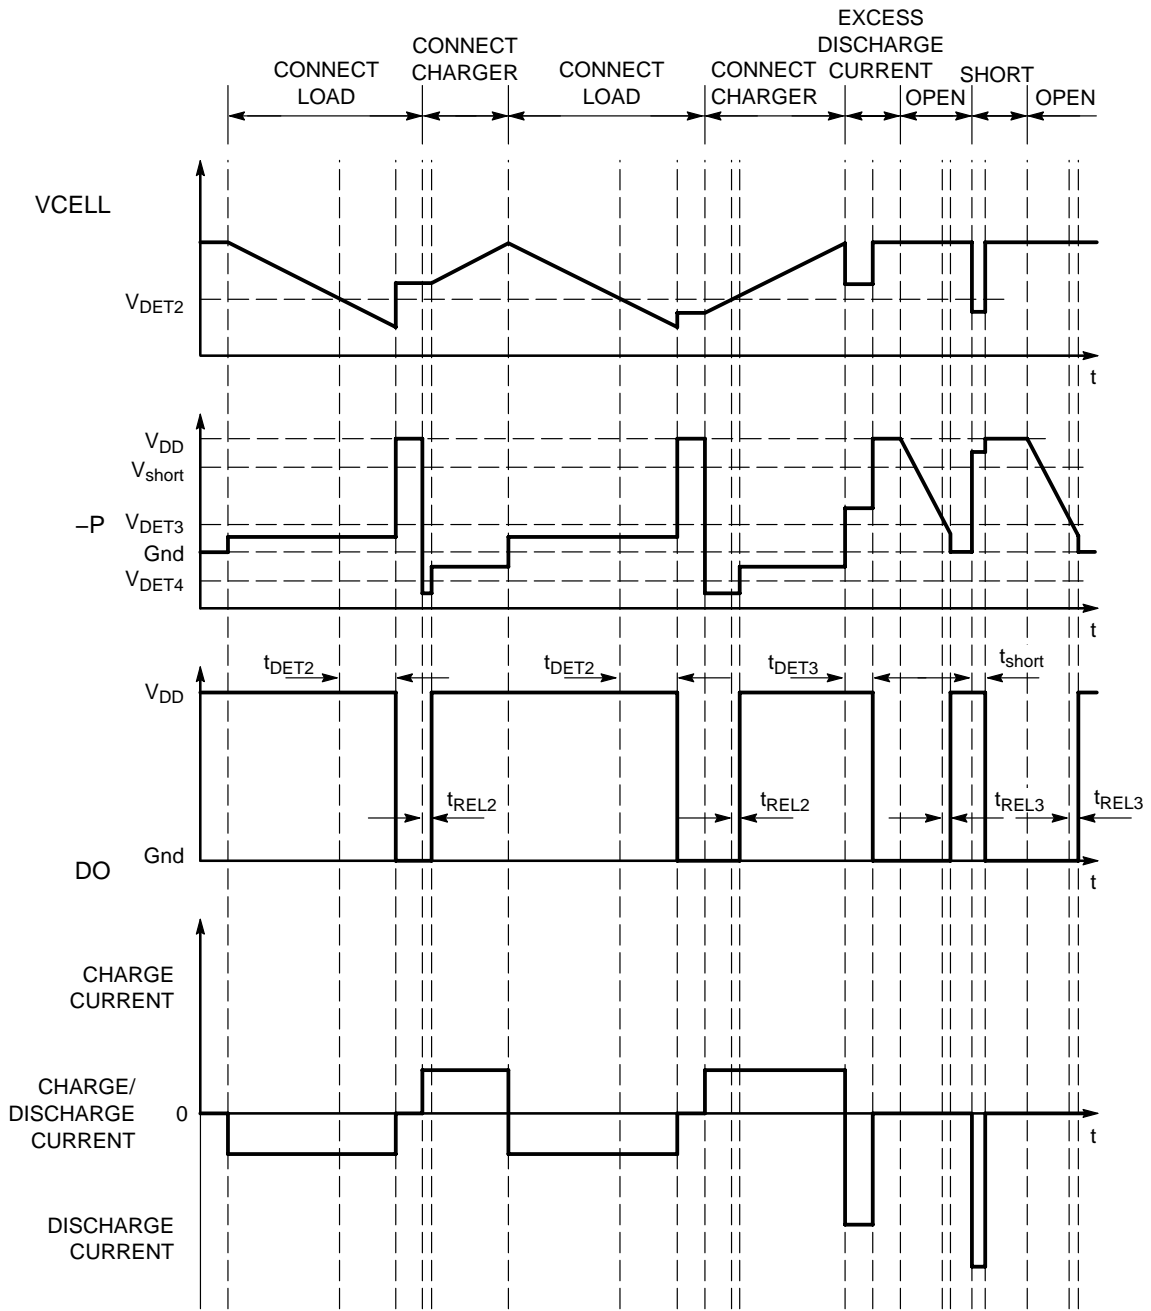 EXCESS
DISCHARGE
CURRENT
CONNECT
CHARGER
CONNECT
LOAD
CONNECT
LOAD
CONNECT
CHARGER
SHORT
OPEN
OPEN
VCELL
VDET2
t
VDD
Vshort
–P
VDET3
Gnd
VDET4
t
tDET2
tDET2
tDET3
tshort
VDD
tREL2
tREL2
tREL3
tREL3
Gnd
DO
t
CHARGE
CURRENT
CHARGE/
DISCHARGE
CURRENT
0
t
DISCHARGE
CURRENT